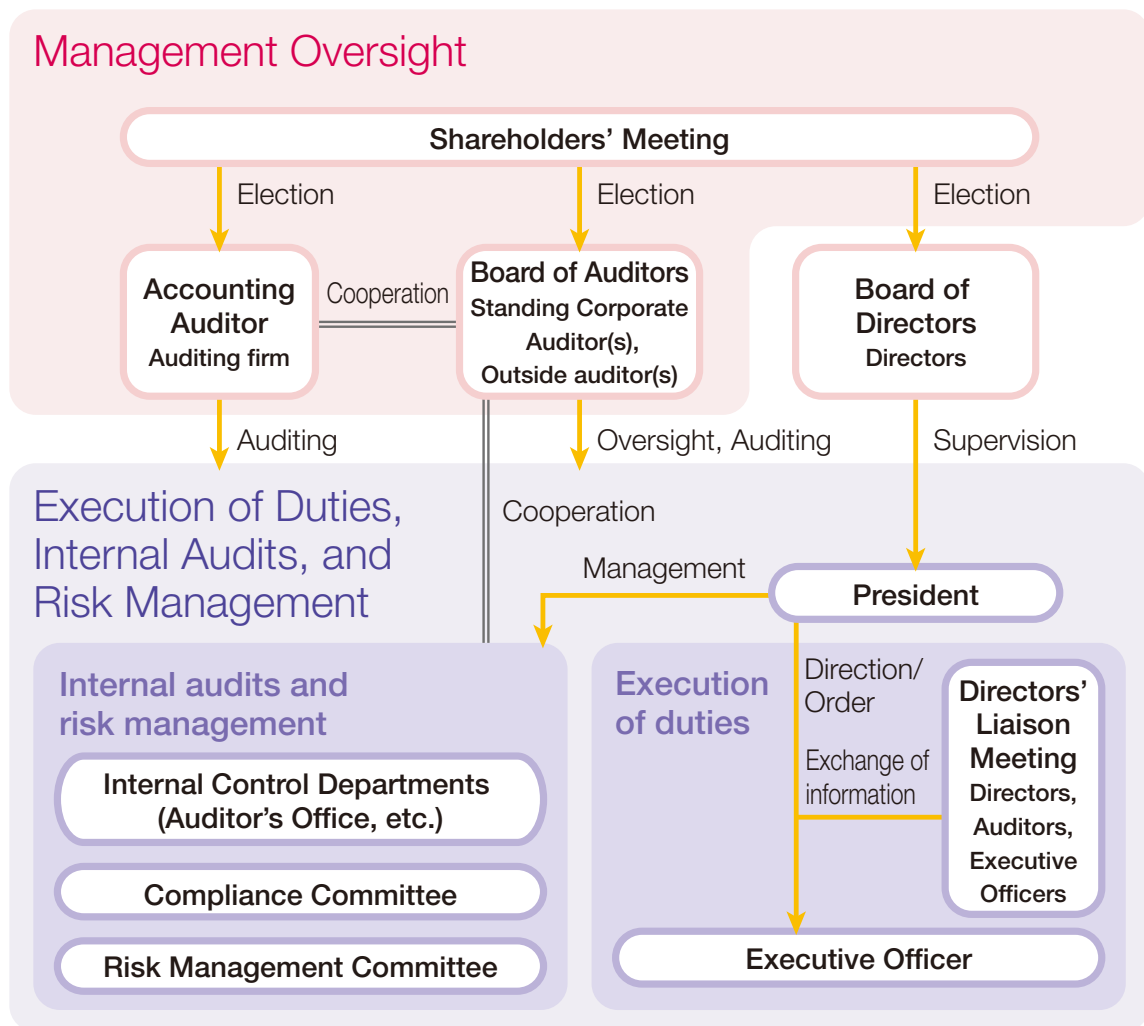 Management Oversight
Shareholders’ Meeting
Election
Election
Election
Accounting
Auditor
Auditing firm
Cooperation
Board of Auditors
Standing Corporate
Auditor(s),
Outside auditor(s)
Board of
Directors
Directors
Auditing
Oversight, Auditing
Supervision
Execution of Duties,
Internal Audits, and
Risk Management
Cooperation
Management
President
Internal audits and
risk management
Internal Control Departments
(Auditor’s Office, etc.)
Compliance Committee
Risk Management Committee
Execution
of duties
Direction/
Order
Exchange of
information
Directors’
Liaison
Meeting
Directors,
Auditors,
Executive
Officers
Executive Officer